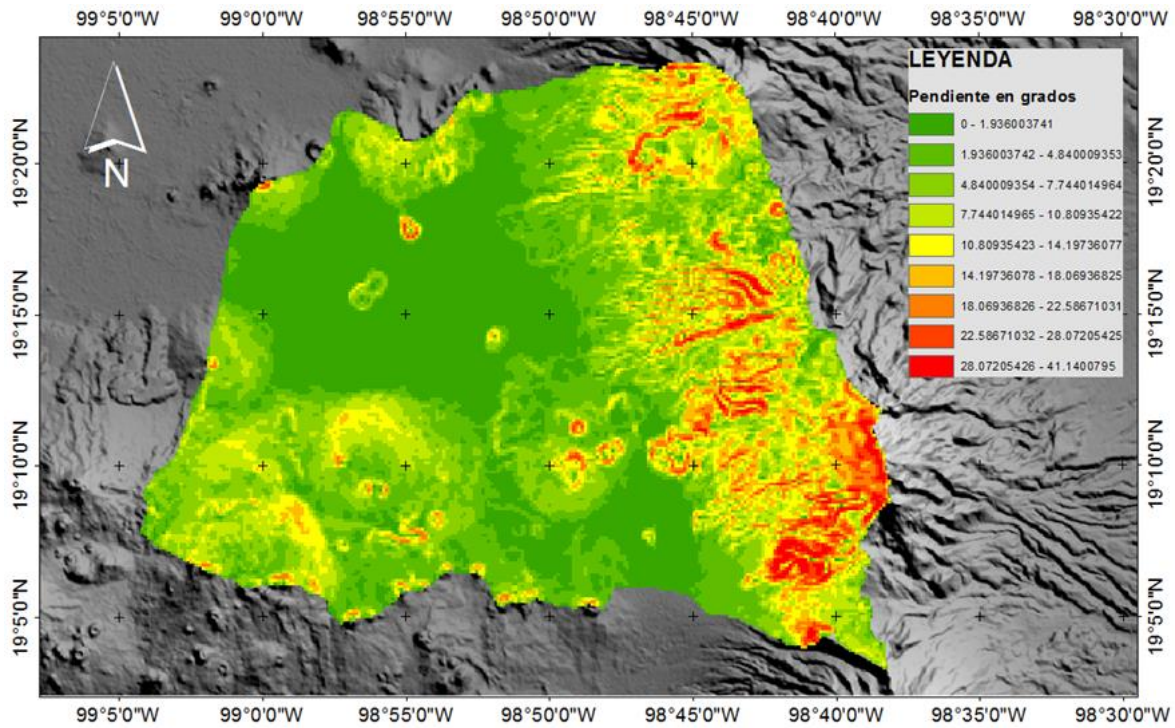 99°5'0"W 99°0'0"W 98°55'0"W 98°50'0"W 98°45'0"W 98°40'0"W 98°35'0"W 98°30'0"W
LEYENDA
Pendiente en grados
0 - 1.936003741
1.936003742 - 4.840009353
4.840009354 - 7.744014964
7.744014965 - 10.80935422
10.80935423 - 14.19736077
14.19736078 - 18.06936825
18.06936826 - 22.58671031
22.58671032 - 28.07205425
28.07205426 - 41.1400795
N
19°20'0"N 19°20'0"N
19°15'0"N 19°15'0"N
19°10'0"N 19°10'0"N
19°5'0"N 19°5'0"N
99°5'0"W 99°0'0"W 98°55'0"W 98°50'0"W 98°45'0"W 98°40'0"W 98°35'0"W 98°30'0"W